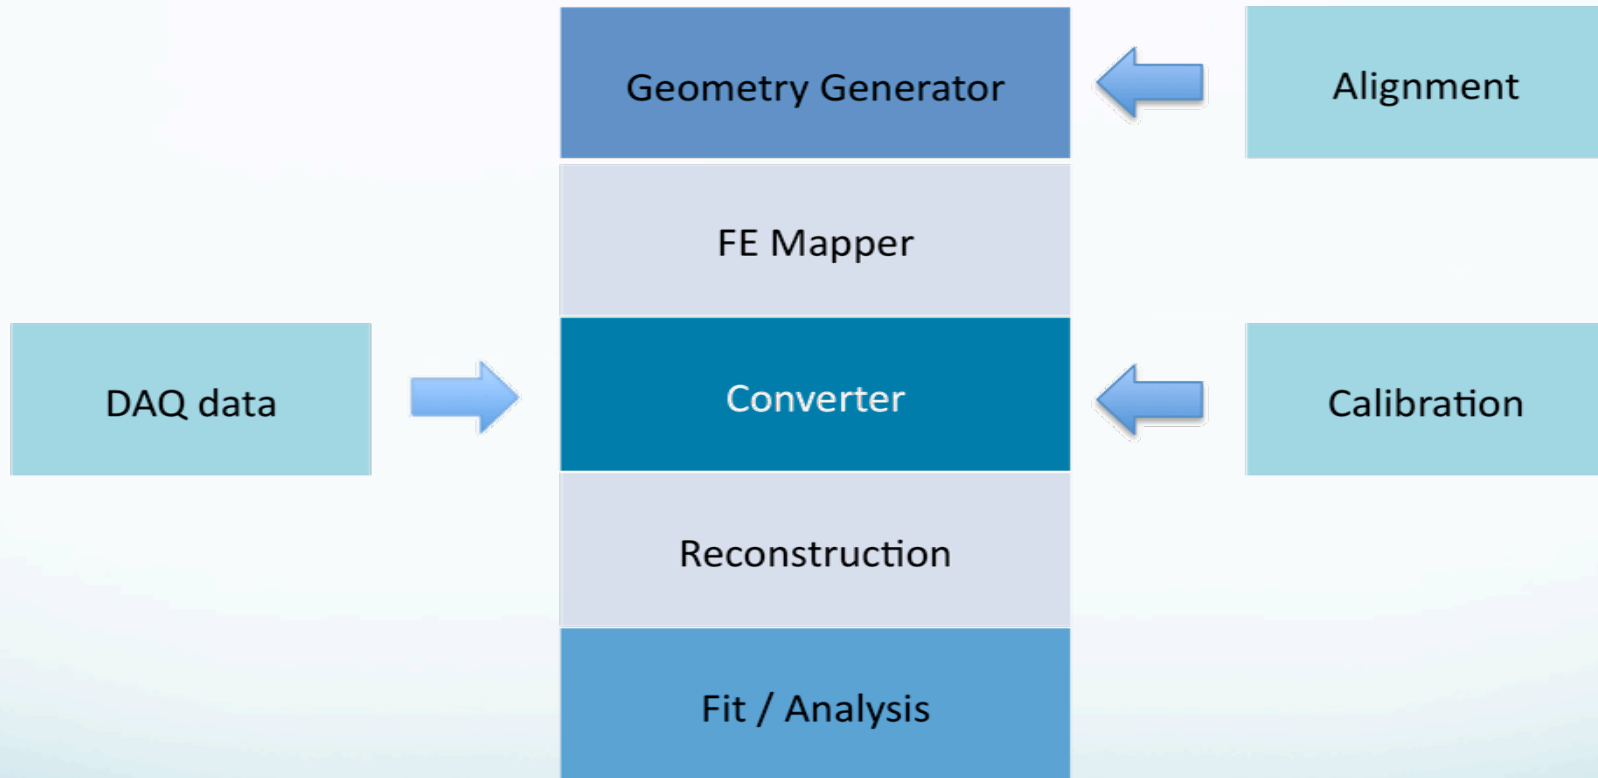 Geometry Generator
Alignment
FE Mapper
DAQ data
Converter
Calibration
Reconstruction
Fit / Analysis